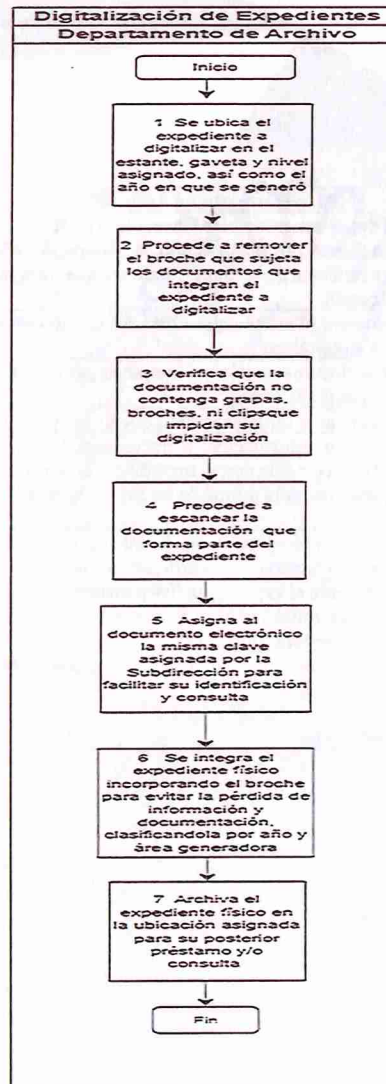 Digitalización de Expedientes
Departamento de Archivo
Inicio
1 Se ubica el
expediente a
digitalizar en el
estante, gaveta y nivel
asignado, así como el
año en que se generó
2 Procede a remover
el broche que sujeta
los documentos que
integran el
expediente a
digitalizar
3 Verifica que la
documentación no
contenga grapas,
broches, ni clipsque
impidan su
digitalización
4 Preocede a
escanear la
documentación que
forma parte del
expediente
5 Asigna al
documento electrónico
la misma clave
asignada por la
Subdirección para
facilitar su identificación
y consulta
6 Se integra el
expediente físico
incorporando el broche
para evitar la pérdida de
información y
documentación,
clasificandola por año y
área generadora
7 Archiva el
expediente físico en
la ubicación asignada
para su posterior
préstamo y/o
consulta
Fin